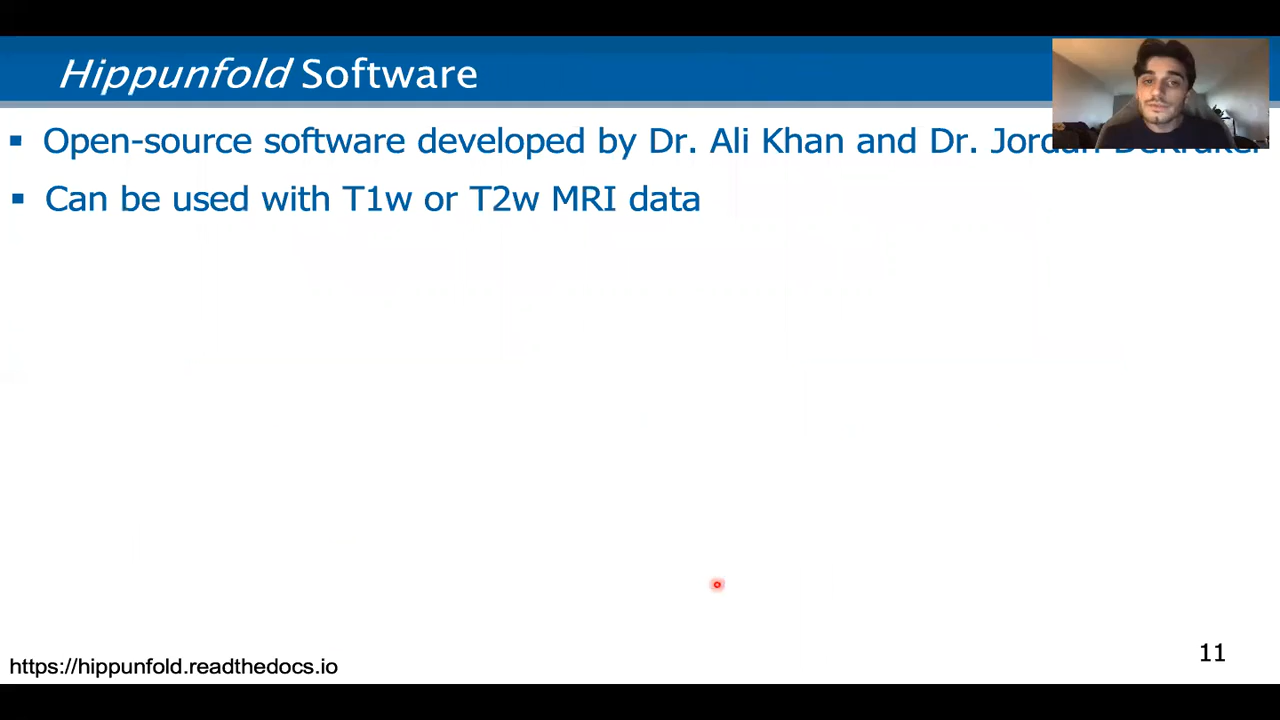 Hippunfold Software
▪ Open-source software developed by Dr. Ali Khan and Dr. Jordan
▪ Can be used with T1w or T2w MRI data
https://hippunfold.readthedocs.io
11